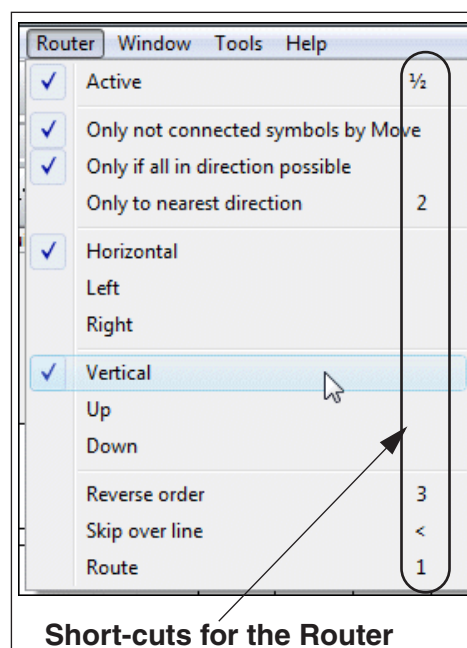 Router Window Tools Help
Active ½
Only not connected symbols by Move
Only if all in direction possible
Only to nearest direction 2
Horizontal
Left
Right
Vertical
Up
Down
Reverse order 3
Skip over line <
Route 1
Short-cuts for the Router